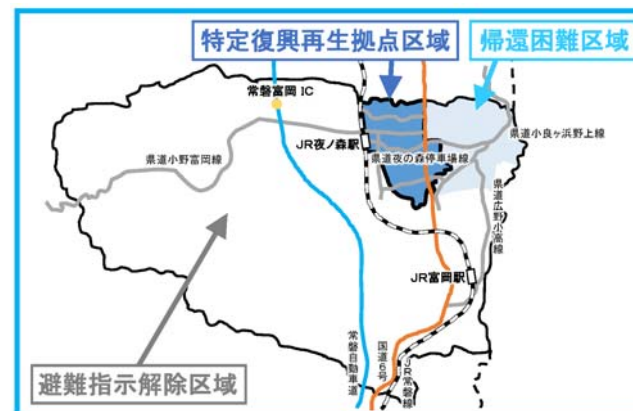 特定復興再生拠点区域
帰還困難区域
常磐富岡IC
JR夜ノ森駅
県道小良ヶ浜野上線
県道小野富岡線
県道夜の森停車場線
県道広野小高線
JR富岡駅
避難指示解除区域
常磐自動車道
国道6号
JR常磐線